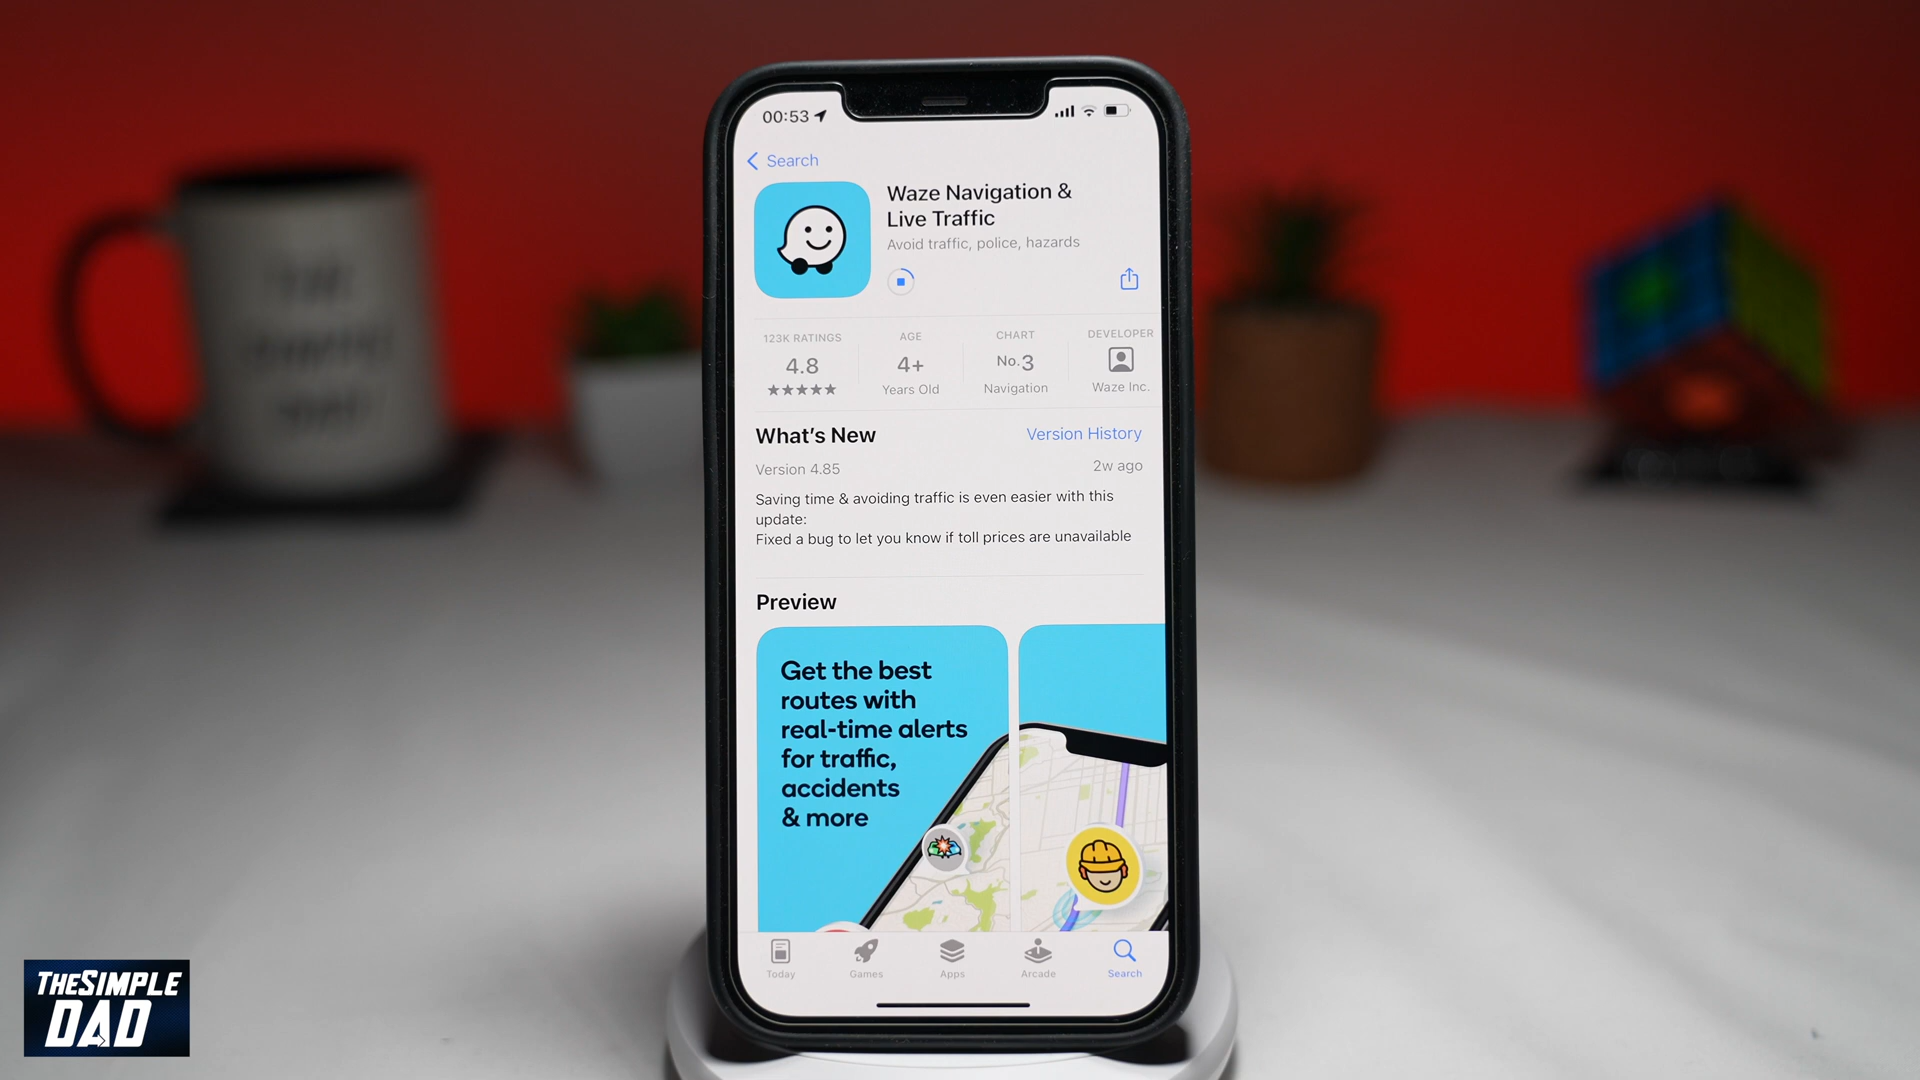 00:53
Search
Waze Navigation &
Live Traffic
Avoid traffic, police, hazards
123K RATINGS
4.8
★★★★★
AGE
4+
Years Old
CHART
No.3
Navigation
DEVELOPER
Waze Inc.
What's New
Version History
Version 4.85
2w ago
Saving time & avoiding traffic is even easier with this
update:
Fixed a bug to let you know if toll prices are unavailable
Preview
Get the best
routes with
real-time alerts
for traffic,
accidents
& more
Today
Games
Apps
Arcade
Search
THESIMPLE
DAD